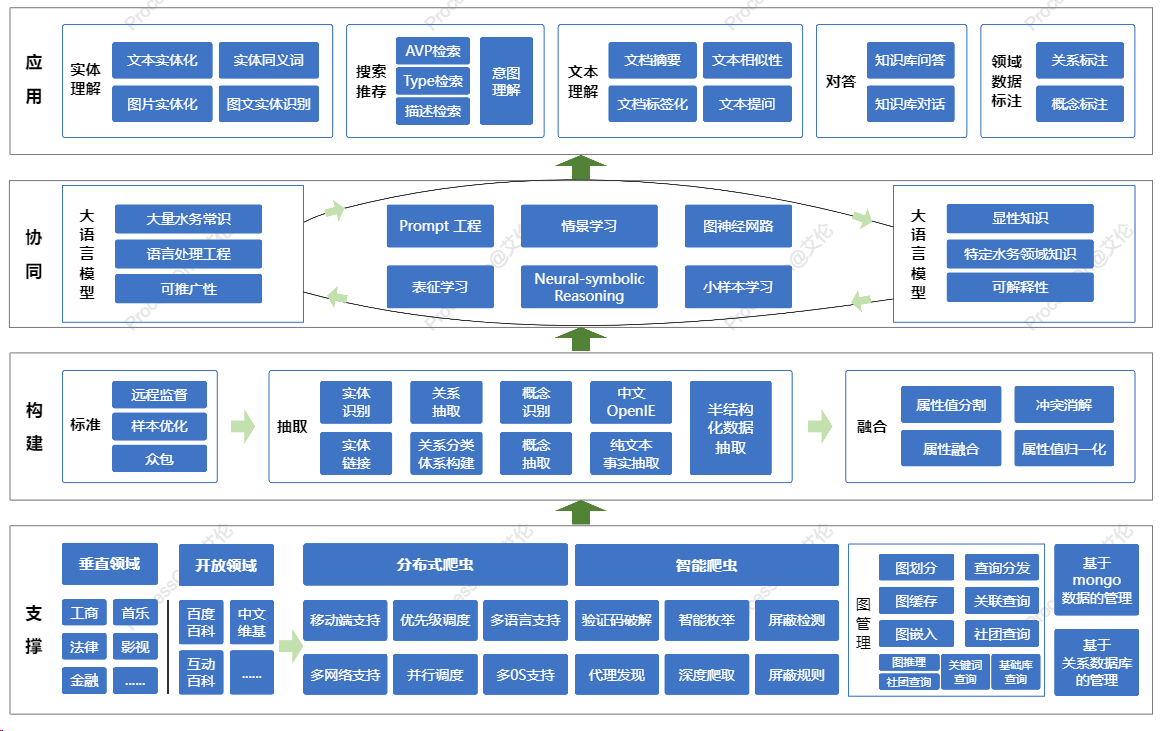 应
用
实体
理解
文本实体化
实体同义词
图片实体化
图文实体识别
搜索
推荐
AVP检索
Type检索
描述检索
意图
理解
文本
理解
文档摘要
文本相似性
文档标签化
文本提问
对答
知识库问答
知识库对话
领域
数据
标注
关系标注
概念标注
协
同
大
语
言
模
型
大量水务常识
语言处理工程
可推广性
Prompt 工程
情景学习
图神经网路
表征学习
Neural-symbolic
Reasoning
小样本学习
大
语
言
模
型
显性知识
特定水务领域知识
可解释性
构
建
标准
远程监督
样本优化
众包
抽取
实体
识别
关系
抽取
概念
识别
中文
OpenIE
实体
链接
关系分类
体系构建
概念
抽取
纯文本
事实抽取
半结构
化数据
抽取
融合
属性值分割
冲突消解
属性融合
属性值归一化
支
撑
垂直领域
工商
首乐
法律
影视
金融
......
开放领域
百度
百科
中文
维基
互动
百科
......
分布式爬虫
移动端支持
优先级调度
多语言支持
多网络支持
并行调度
多0S支持
智能爬虫
验证码破解
智能枚举
屏蔽检测
代理发现
深度爬取
屏蔽规则
图
管
理
图划分
查询分发
图缓存
关联查询
图嵌入
社团查询
图推理
社团查询
关键词
查询
基础库
查询
基于
mongo
数据的管理
基于
关系数据库
的管理